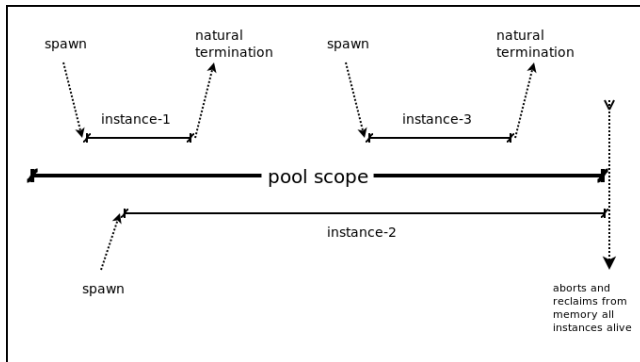 spawn
natural
termination
spawn
natural
termination
instance-1
instance-3
pool scope
instance-2
spawn
aborts and
reclaims from
memory all
instances alive